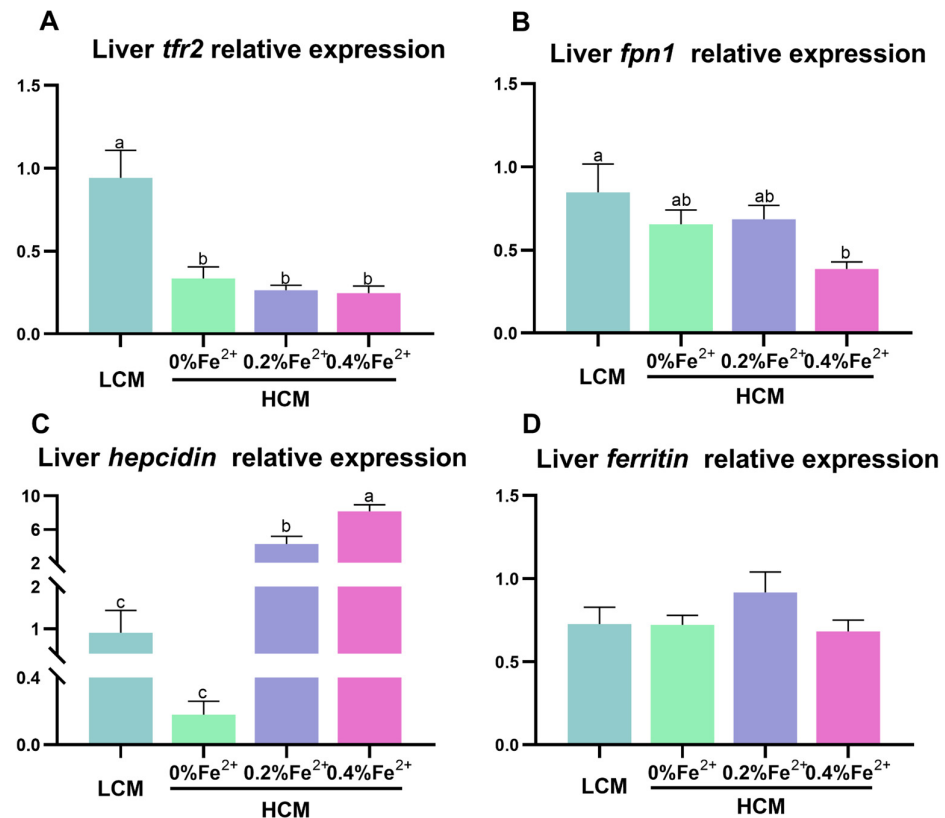 A
Liver tfr2 relative expression
1.5
1.0
0.5
0.0
a
b
b
b
0%Fe²⁺ 0.2%Fe²⁺ 0.4%Fe²⁺
LCM
HCM
B
Liver fpn1 relative expression
1.5
1.0
0.5
0.0
a
ab
ab
b
0%Fe²⁺ 0.2%Fe²⁺ 0.4%Fe²⁺
LCM
HCM
C
Liver hepcidin relative expression
10
6
2
2
1
0.4
0.0
c
c
b
a
0%Fe²⁺ 0.2%Fe²⁺ 0.4%Fe²⁺
LCM
HCM
D
Liver ferritin relative expression
1.5
1.0
0.5
0.0
0%Fe²⁺ 0.2%Fe²⁺ 0.4%Fe²⁺
LCM
HCM